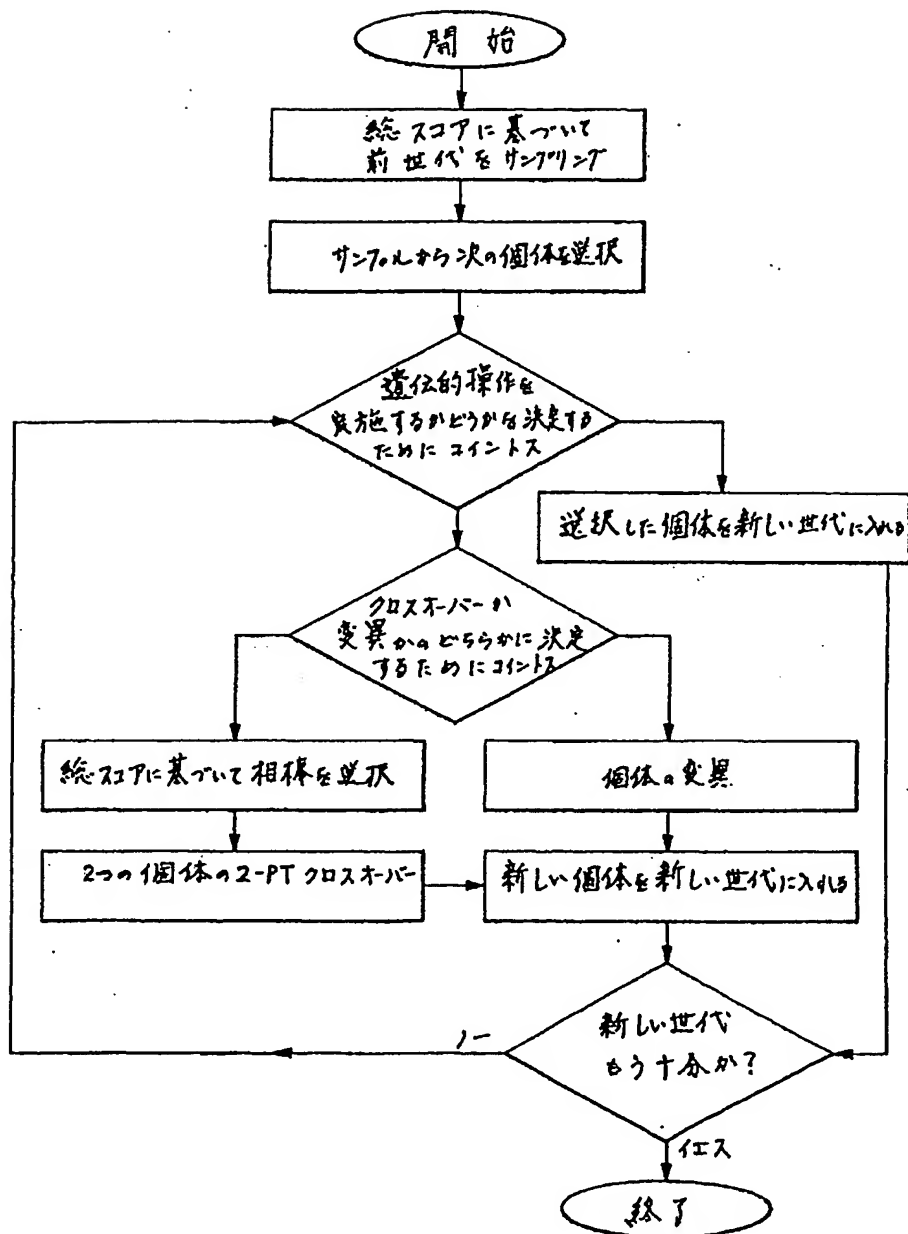 開始
総スコアに基づいて
前世代をサンプリング
サンプルから次の個体を選択
遺伝的操作を
実施するかどうかを決定する
ためにコイントス
選択した個体を新しい世代に入れる
クロスオーバーか
変異かのどちらかに決定
するためにコイントス
総スコアに基づいて相棒を選択
個体の変異
2つの個体の2-PTクロスオーバー
新しい個体を新しい世代に入れる
新しい世代
もう十分か?
ノー
イエス
終了